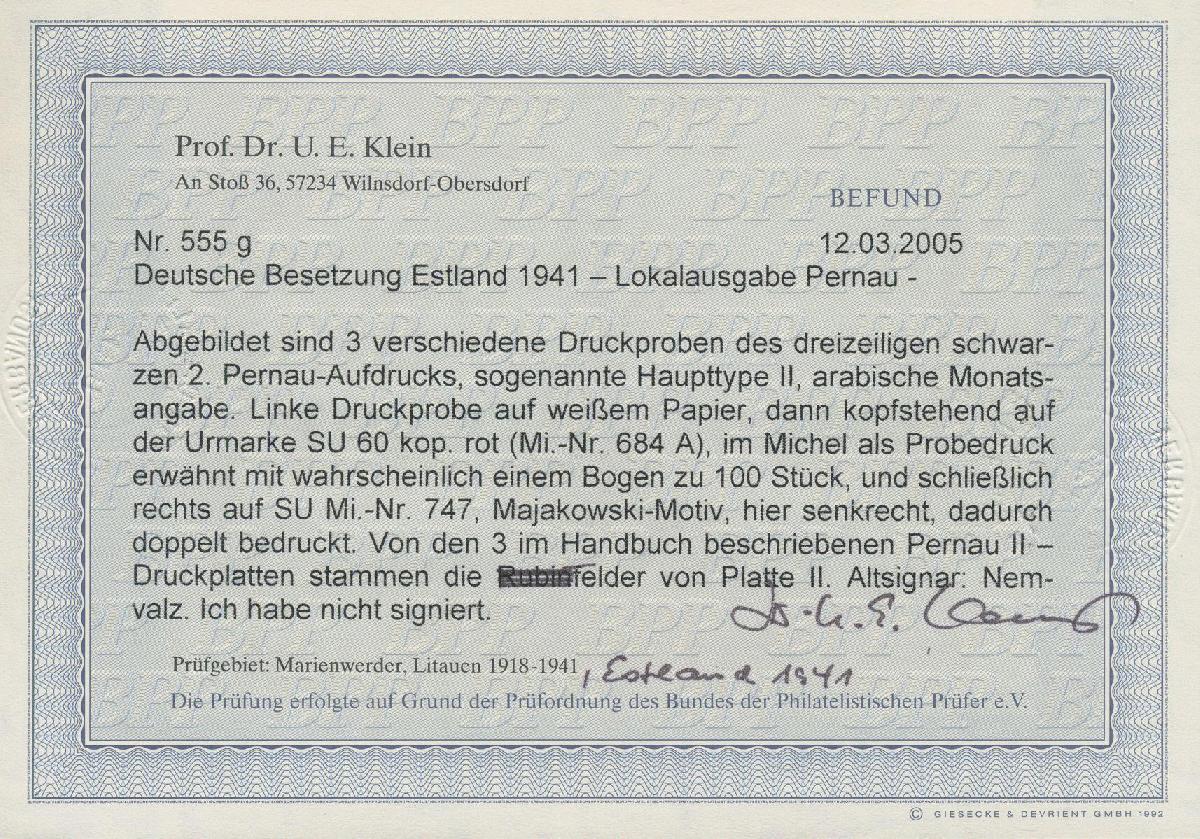 Prof. Dr. U. E. Klein
An Stoß 36, 57234 Wilnsdorf-Obersdorf
BEFUND
Nr. 555 g 12.03.2005
Deutsche Besetzung Estland 1941 – Lokalausgabe Pernau -
Abgebildet sind 3 verschiedene Druckproben des dreizeiligen schwar-
zen 2. Pernau-Aufdrucks, sogenannte Haupttype II, arabische Monats-
angabe. Linke Druckprobe auf weißem Papier, dann kopfstehend auf
der Urmarke SU 60 kop. rot (Mi.-Nr. 684 A), im Michel als Probedruck
erwähnt mit wahrscheinlich einem Bogen zu 100 Stück, und schließlich
rechts auf SU Mi.-Nr. 747, Majakowski-Motiv, hier senkrecht, dadurch
doppelt bedruckt. Von den 3 im Handbuch beschriebenen Pernau II –
Druckplatten stammen die felder von Platte II. Altsignar: Nem-
valz. Ich habe nicht signiert.
Dr. U. E. Klein
Prüfgebiet: Marienwerder, Litauen 1918-1941, Estland 1941
Die Prüfung erfolgte auf Grund der Prüfordnung des Bundes der Philatelistischen Prüfer e.V.
© GIESECKE & DEVRIENT GMBH 1992